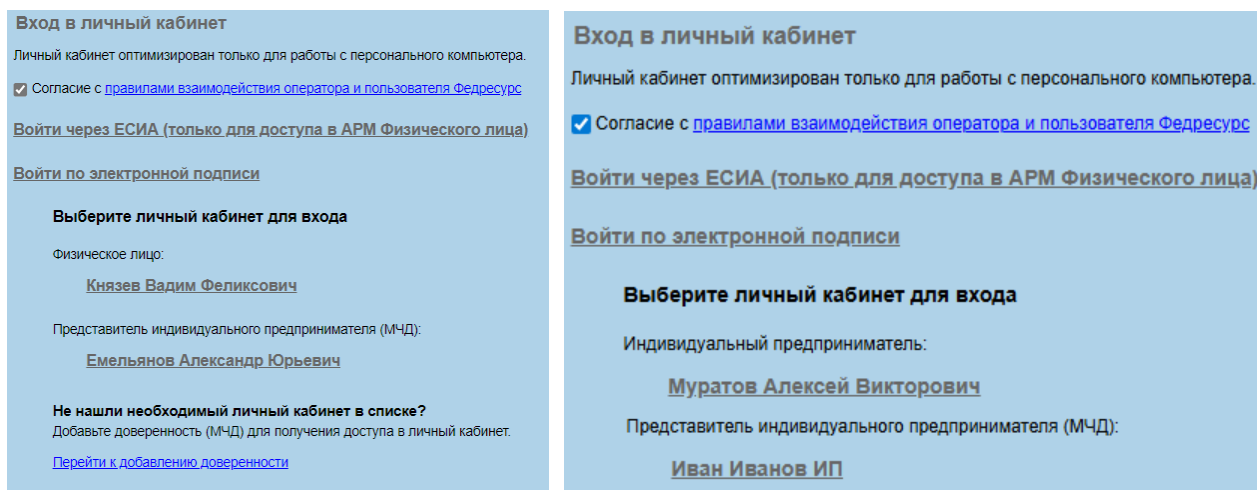 Вход в личный кабинет
Личный кабинет оптимизирован только для работы с персонального компьютера.
Согласие с правилами взаимодействия оператора и пользователя Федресурс
Войти через ЕСИА (только для доступа в АРМ Физического лица)
Войти по электронной подписи
Выберите личный кабинет для входа
Физическое лицо:
Князев Вадим Феликсович
Представитель индивидуального предпринимателя (МЧД):
Емельянов Александр Юрьевич
Не нашли необходимый личный кабинет в списке?
Добавьте доверенность (МЧД) для получения доступа в личный кабинет.
Перейти к добавлению доверенности
Вход в личный кабинет
Личный кабинет оптимизирован только для работы с персонального компьютера.
Согласие с правилами взаимодействия оператора и пользователя Федресурс
Войти через ЕСИА (только для доступа в АРМ Физического лица)
Войти по электронной подписи
Выберите личный кабинет для входа
Индивидуальный предприниматель:
Муратов Алексей Викторович
Представитель индивидуального предпринимателя (МЧД):
Иван Иванов ИП